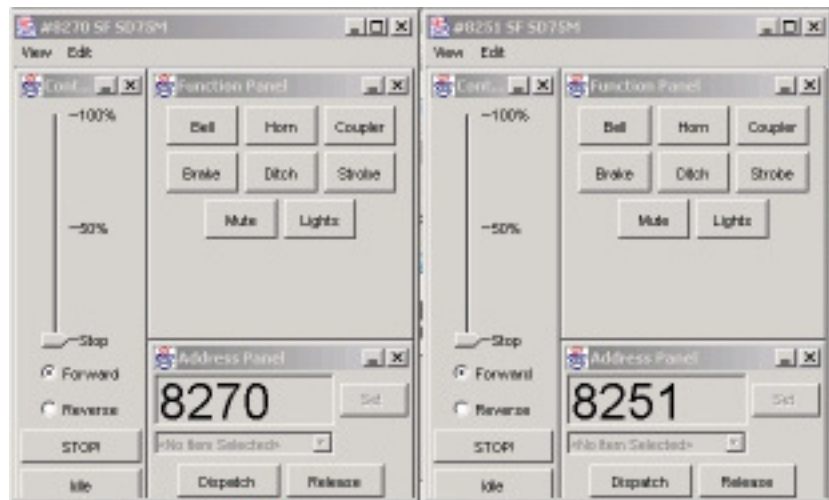 #8270 SF SD75M
View Edit
Cont...
-100%
-50%
-Stop
Forward
Reverse
STOP!
Idle
Function Panel
Bell Horn Coupler
Brake Ditch Strobe
Mute Lights
Address Panel
8270
Set
<No Item Selected>
Dispatch Release
#8251 SF SD75M
View Edit
Cont...
-100%
-50%
-Stop
Forward
Reverse
STOP!
Idle
Function Panel
Bell Horn Coupler
Brake Ditch Strobe
Mute Lights
Address Panel
8251
Set
<No Item Selected>
Dispatch Release